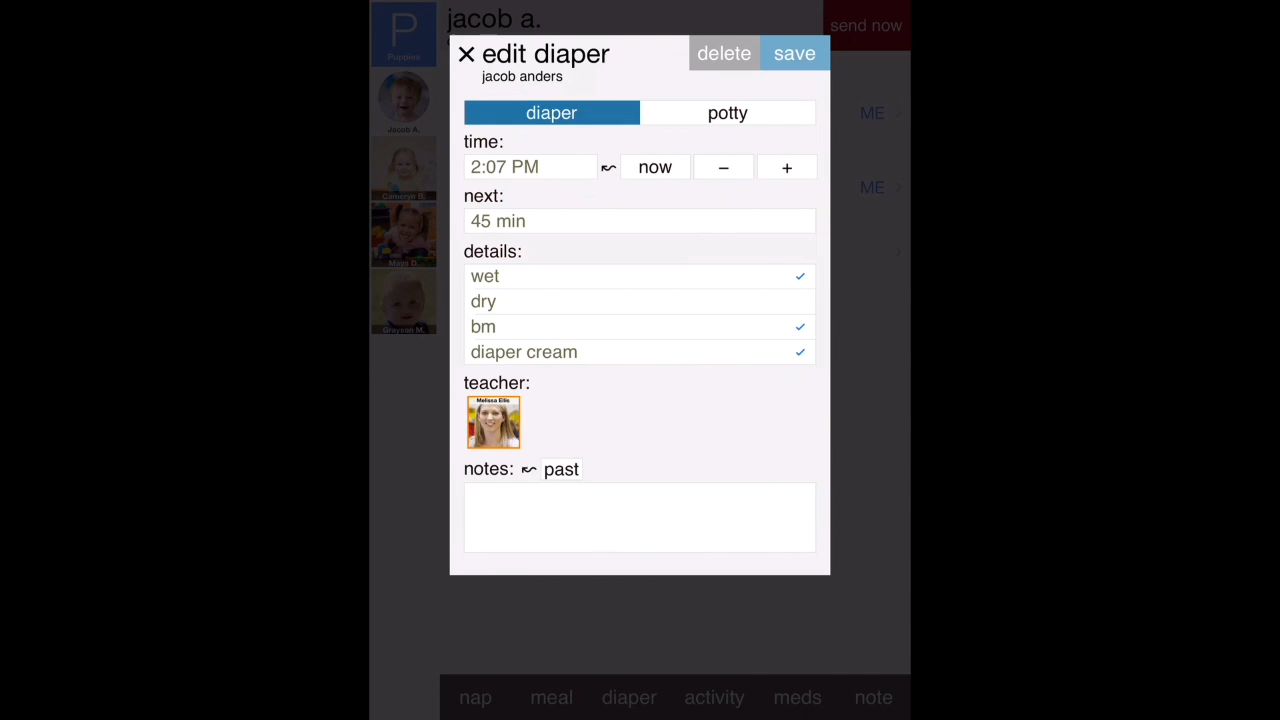 P
Puppies
jacob a.
send now
Jacob A.
Cameryn B.
Maya D.
Grayson M.
edit diaper
jacob anders
delete
save
diaper potty
time:
2:07 PM now − +
next:
45 min
details:
wet
dry
bm
diaper cream
teacher:
Melissa Ellis
notes: past
ME
ME
nap meal diaper activity meds note